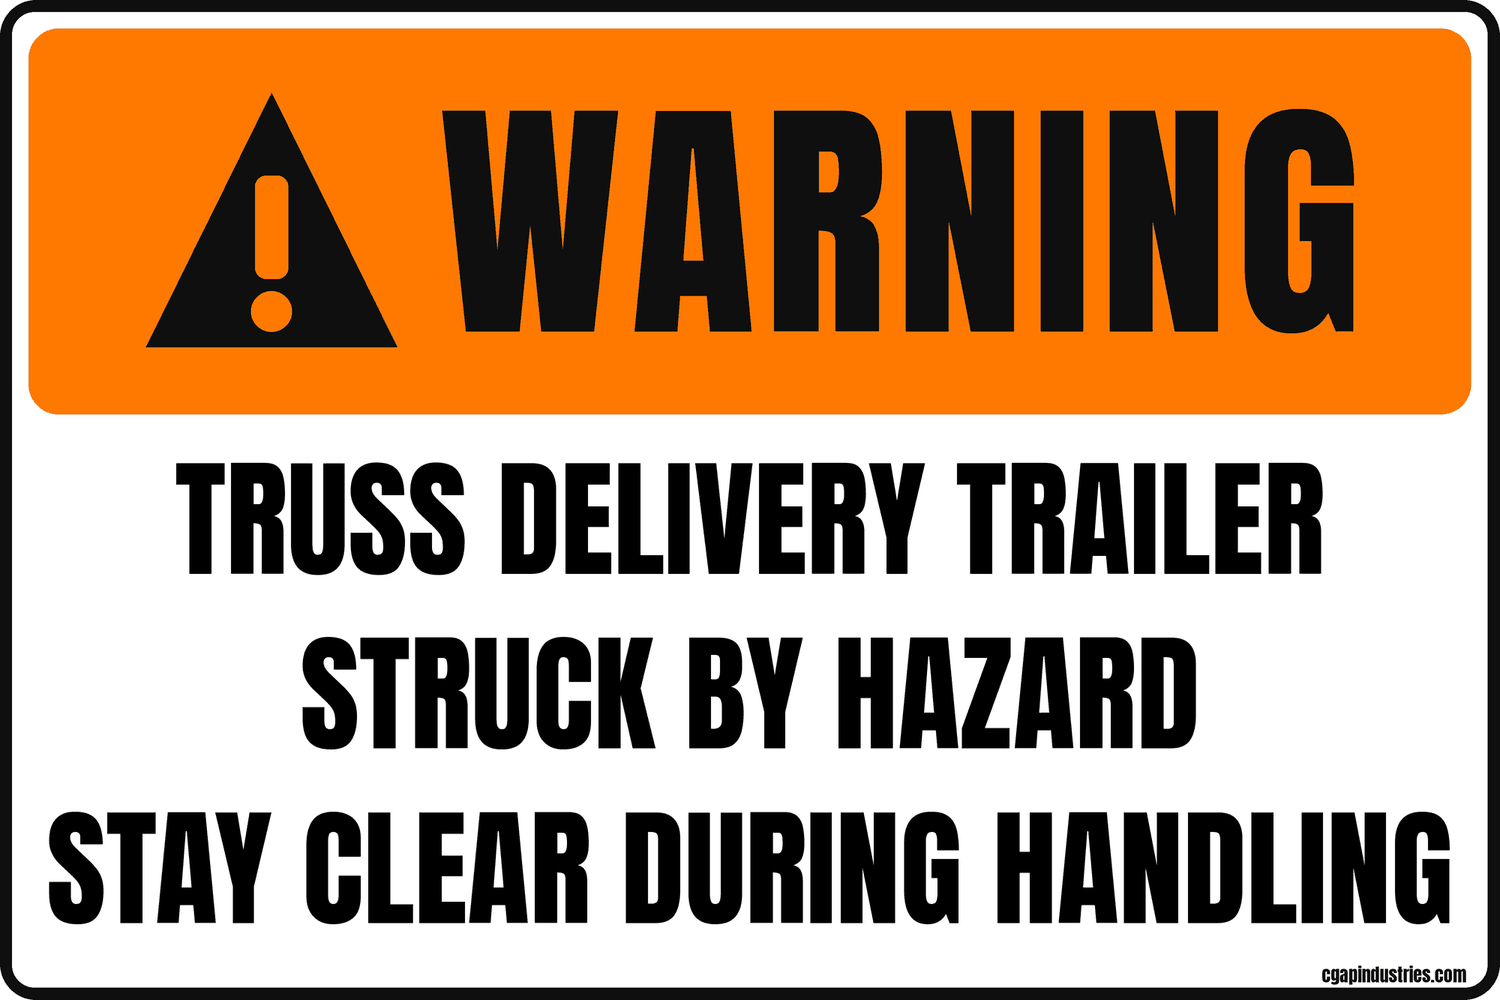 WARNING
TRUSS DELIVERY TRAILER
STRUCK BY HAZARD
STAY CLEAR DURING HANDLING
cgapindustries.com